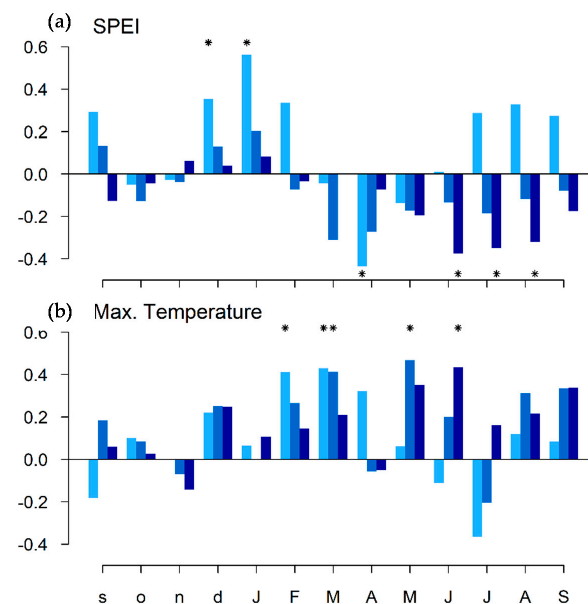 (a) SPEI
* *
0.6
0.4
0.2
0.0
-0.2
-0.4
* * * *
(b) Max. Temperature
0.6
* ** * *
0.4
0.2
0.0
-0.2
-0.4
s o n d J F M A M J J A S